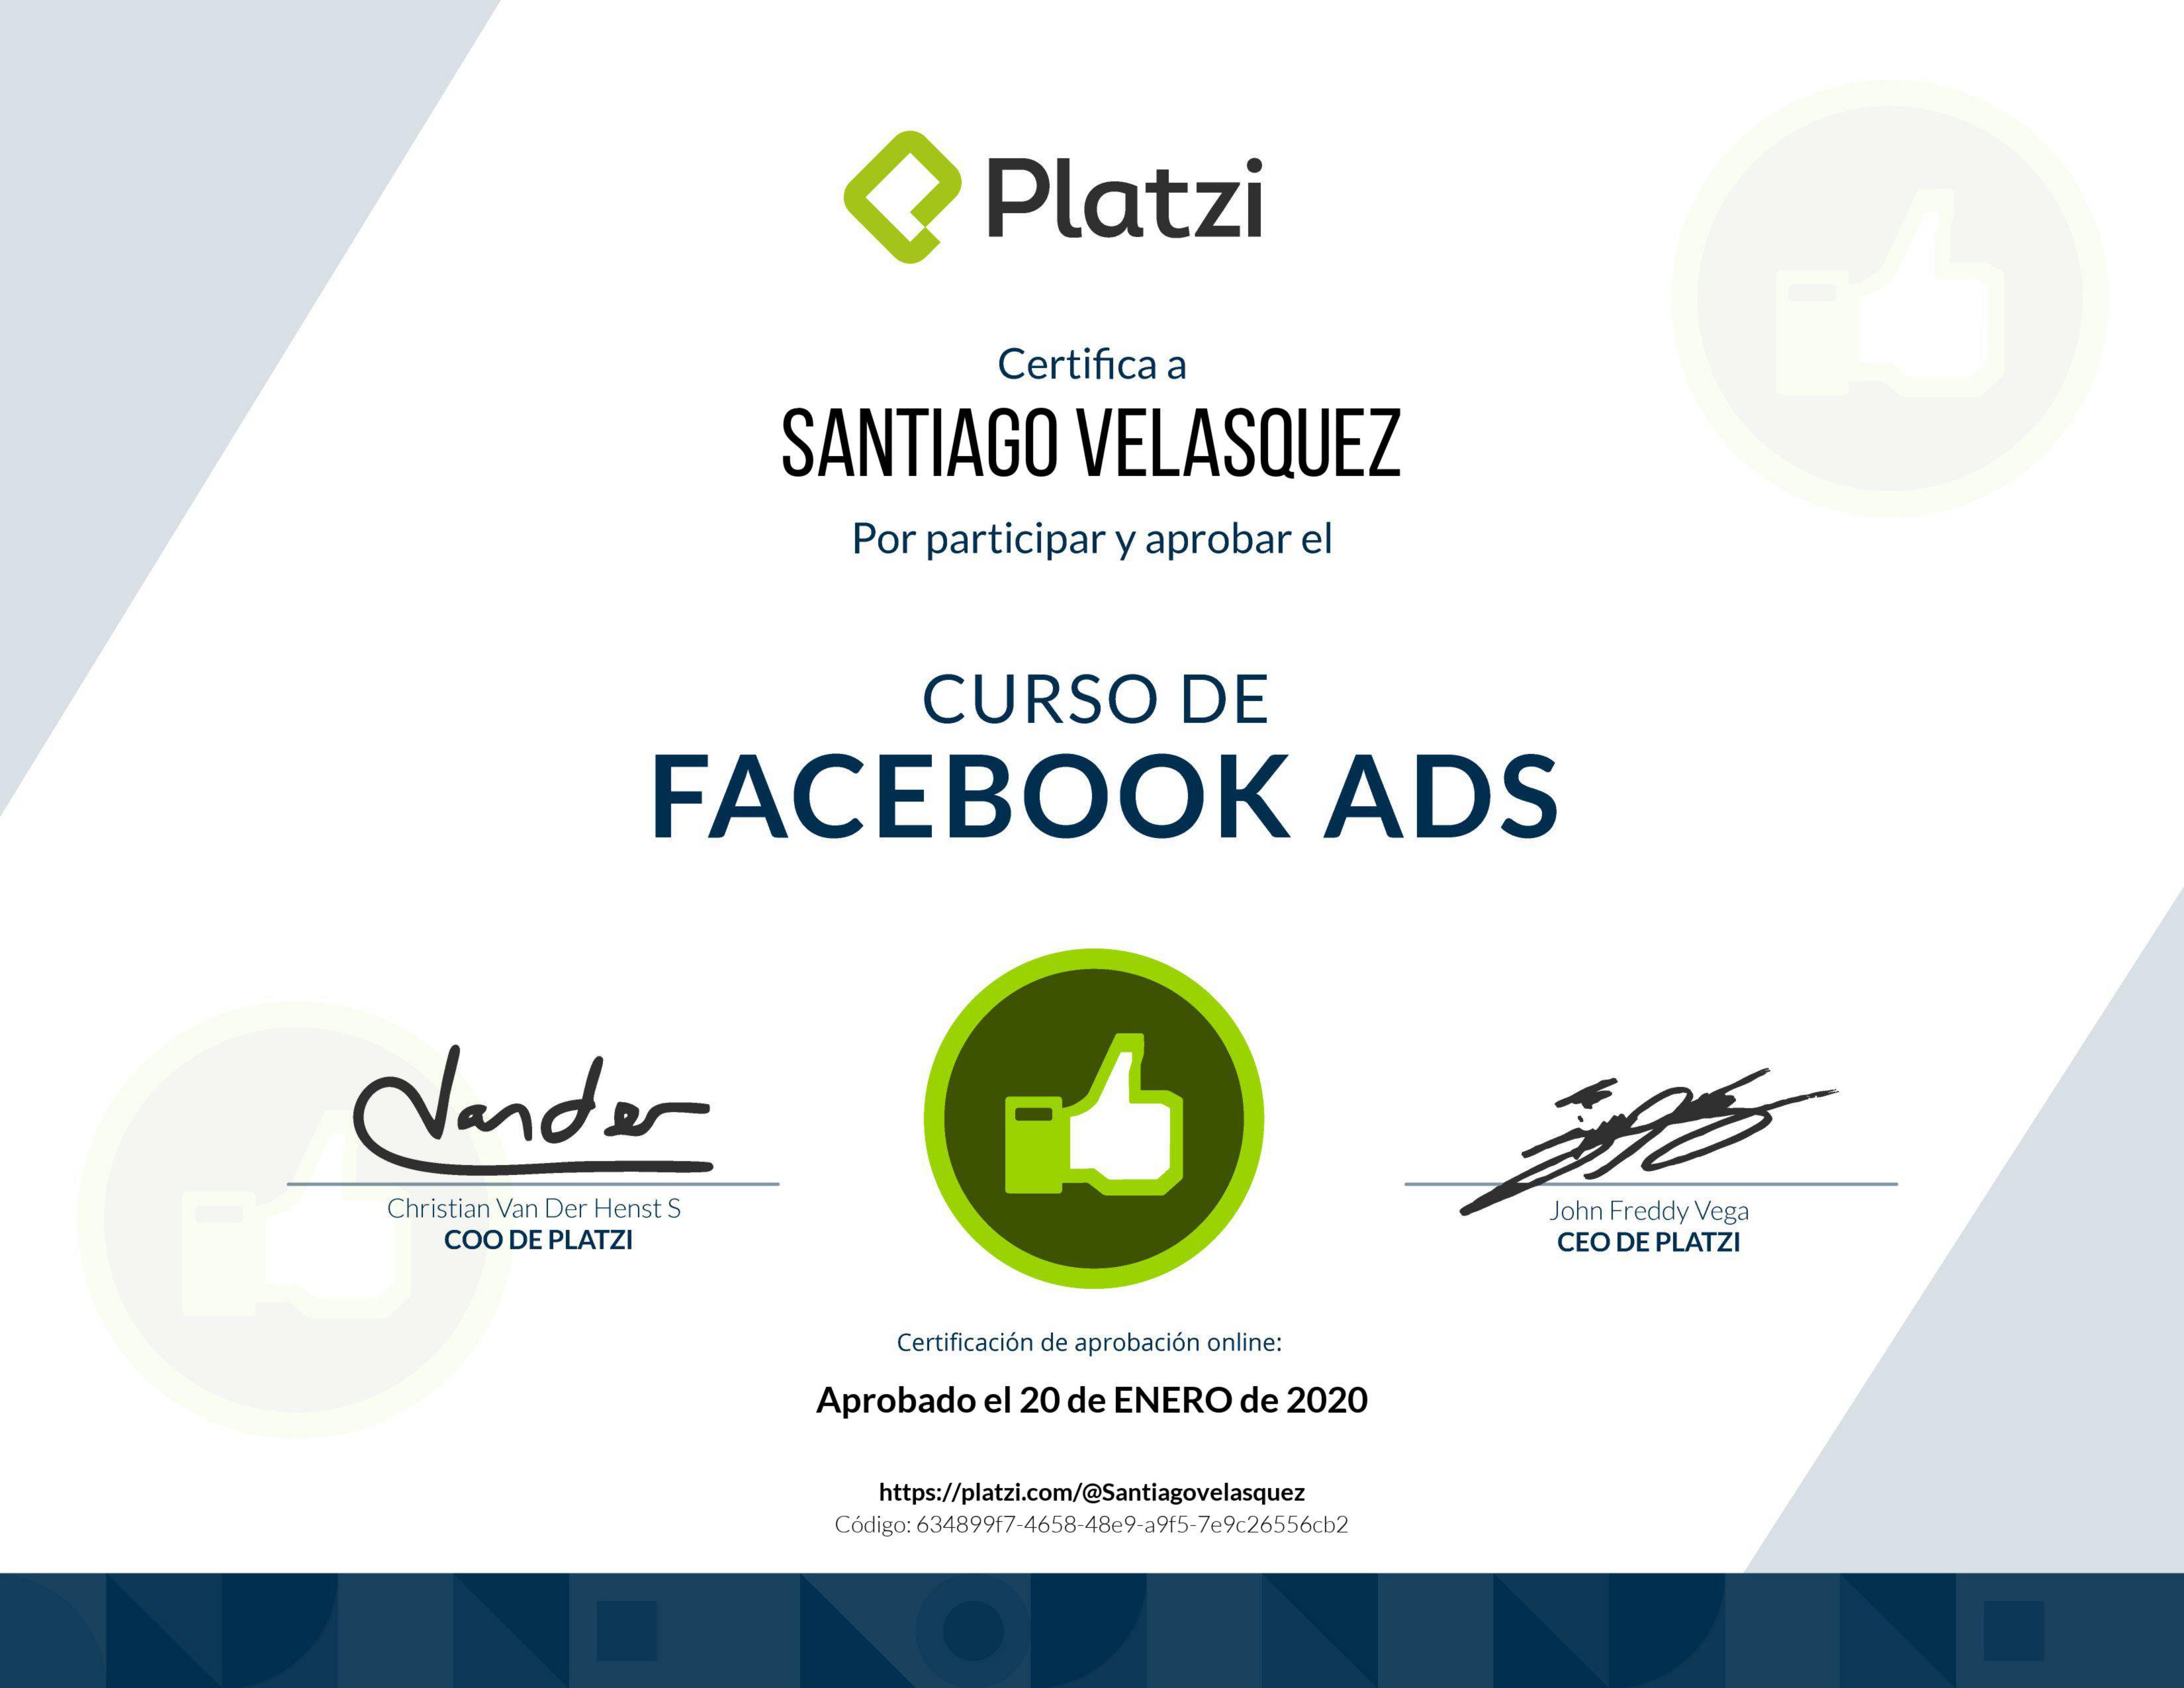 Platzi
Certifica a
SANTIAGO VELASQUEZ
Por participar y aprobar el
CURSO DE
FACEBOOK ADS
Vander
Christian Van Der Henst S
COO DE PLATZI
John Freddy Vega
CEO DE PLATZI
Certificación de aprobación online:
Aprobado el 20 de ENERO de 2020
https://platzi.com/@Santiagovelasquez
Código: 634899f7-4658-48e9-a9f5-7e9c26556cb2